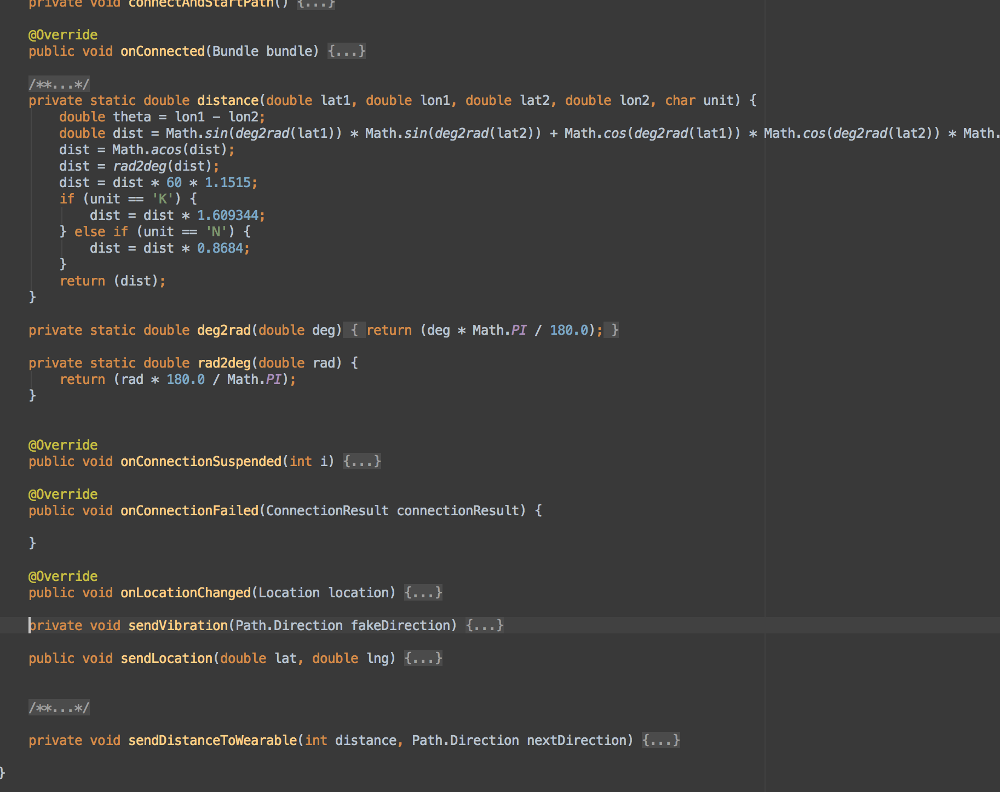 private void connectAndStartPath() {...}
@Override
public void onConnected(Bundle bundle) {...}
/**...*/
private static double distance(double lat1, double lon1, double lat2, double lon2, char unit) {
double theta = lon1 - lon2;
double dist = Math.sin(deg2rad(lat1)) * Math.sin(deg2rad(lat2)) + Math.cos(deg2rad(lat1)) * Math.cos(deg2rad(lat2)) * Math.
dist = Math.acos(dist);
dist = rad2deg(dist);
dist = dist * 60 * 1.1515;
if (unit == 'K') {
dist = dist * 1.609344;
} else if (unit == 'N') {
dist = dist * 0.8684;
}
return (dist);
}
private static double deg2rad(double deg) { return (deg * Math.PI / 180.0); }
private static double rad2deg(double rad) {
return (rad * 180.0 / Math.PI);
}
@Override
public void onConnectionSuspended(int i) {...}
@Override
public void onConnectionFailed(ConnectionResult connectionResult) {
}
@Override
public void onLocationChanged(Location location) {...}
private void sendVibration(Path.Direction fakeDirection) {...}
public void sendLocation(double lat, double lng) {...}
/**...*/
private void sendDistanceToWearable(int distance, Path.Direction nextDirection) {...}
}